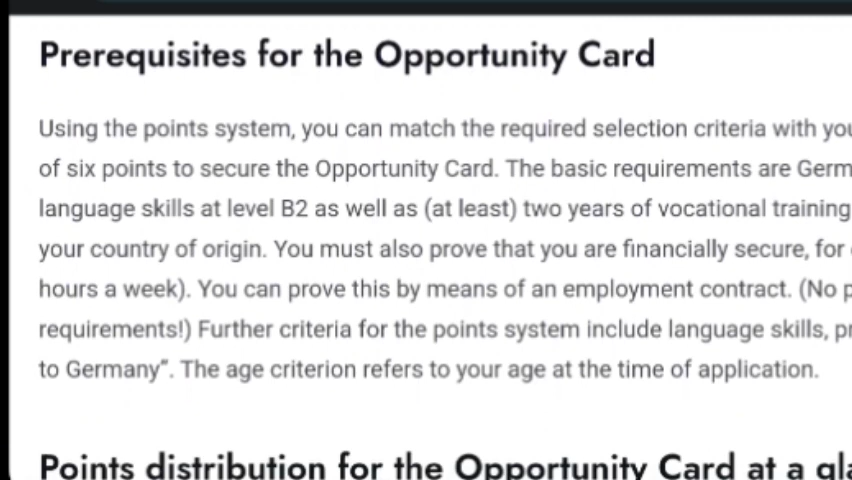 Prerequisites for the Opportunity Card
Using the points system, you can match the required selection criteria with
of six points to secure the Opportunity Card. The basic requirements are
language skills at level B2 as well as (at least) two years of vocational training
your country of origin. You must also prove that you are financially secure, for
hours a week). You can prove this by means of an employment contract. (No
requirements!) Further criteria for the points system include language skills,
to Germany”. The age criterion refers to your age at the time of application.
Points distribution for the Opportunity Card at a